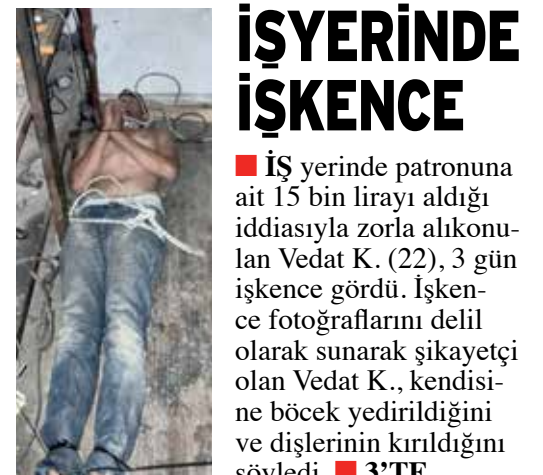 İŞYERİNDE
İŞKENCE
■ İŞ yerinde patronuna
ait 15 bin lirayı aldığı
iddiasıyla zorla alıkonu-
lan Vedat K. (22), 3 gün
işkence gördü. İşken-
ce fotoğraflarını delil
olarak sunarak şikayetçi
olan Vedat K., kendisi-
ne böcek yedirildiğini
ve dişlerinin kırıldığını
söyledi. ■ 3’TE